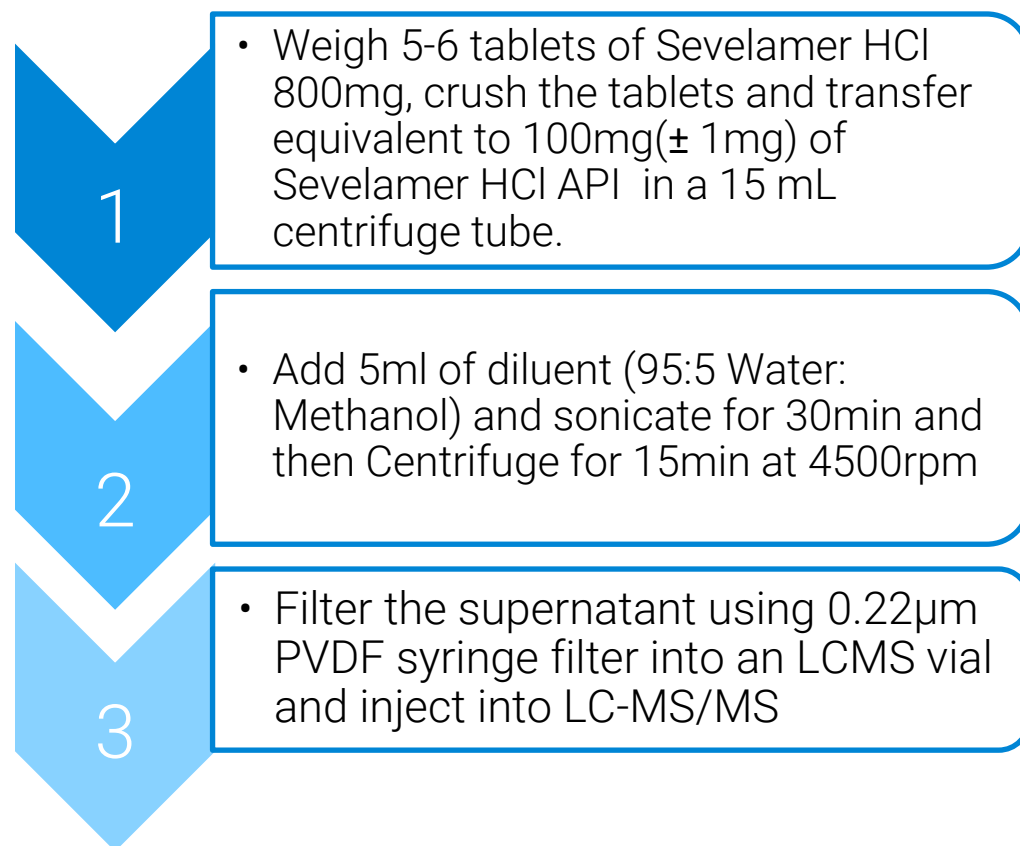 1
• Weigh 5-6 tablets of Sevelamer HCl
800mg, crush the tablets and transfer
equivalent to 100mg(± 1mg) of
Sevelamer HCl API  in a 15 mL
centrifuge tube.
2
• Add 5ml of diluent (95:5 Water:
Methanol) and sonicate for 30min and
then Centrifuge for 15min at 4500rpm
3
• Filter the supernatant using 0.22µm
PVDF syringe filter into an LCMS vial
and inject into LC-MS/MS